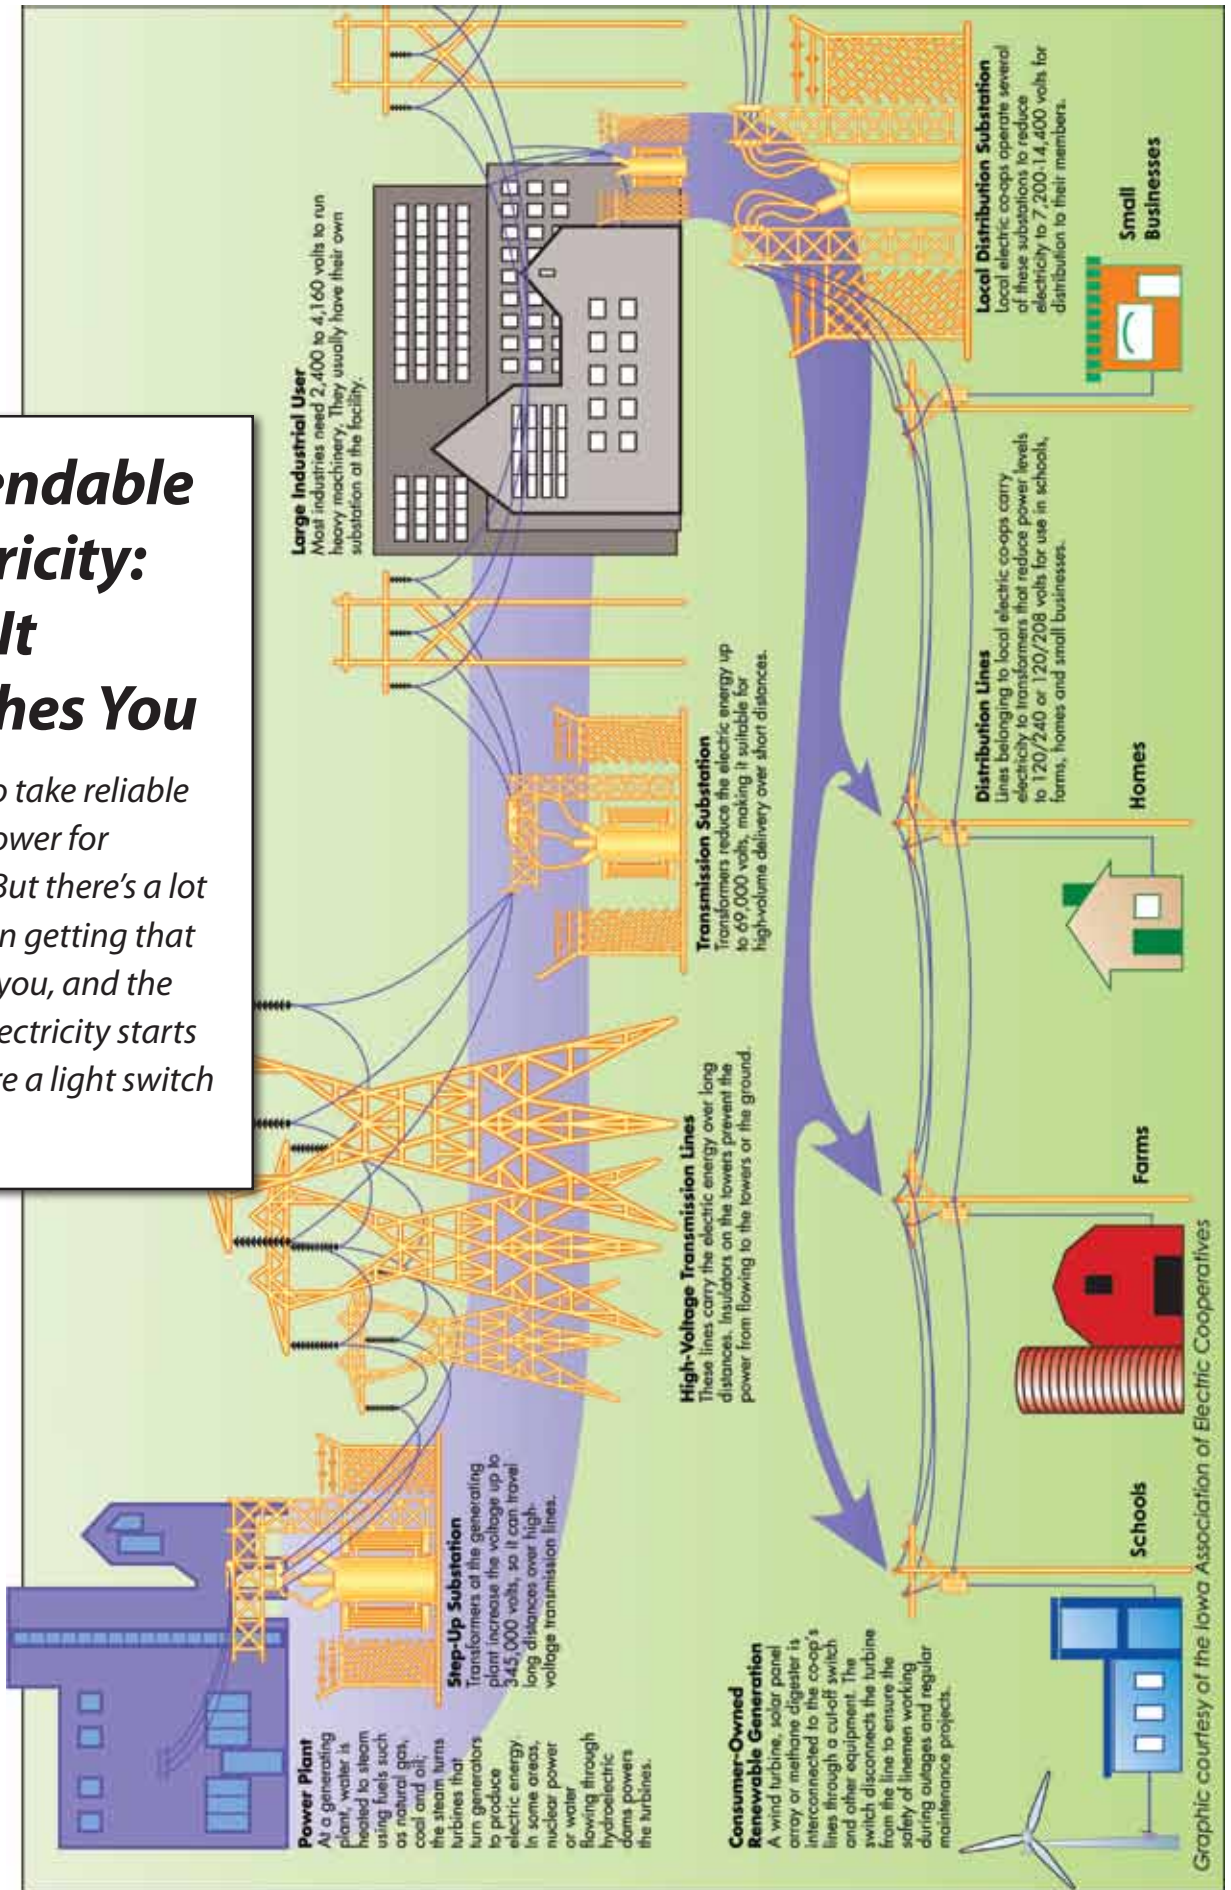 endable
ricity:
It
hes You
o take reliable
ower for
But there's a lot
n getting that
you, and the
lectricity starts
re a light switch
Power Plant
At a generating
plant, water is
heated to steam
using fuels such
as natural gas,
coal and oil;
the steam turns
turbines that
turn generators
to produce
electric energy.
In some areas,
nuclear power
or water
flowing through
hydroelectric
dams powers
the turbines.
Step-Up Substation
Transformers at the generating
plant increase the voltage up to
345,000 volts, so it can travel
long distances over high-
voltage transmission lines.
High-Voltage Transmission Lines
These lines carry the electric energy over long
distances. Insulators on the towers prevent the
power from flowing to the towers or the ground.
Transmission Substation
Transformers reduce the electric energy up
to 69,000 volts, making it suitable for
high-volume delivery over short distances.
Large Industrial User
Most industries need 2,400 to 4,160 volts to run
heavy machinery. They usually have their own
substation at the facility.
Local Distribution Substation
Local electric co-ops operate several
of these substations to reduce
electricity to 7,200-14,400 volts for
distribution to their members.
Distribution Lines
Lines belonging to local electric co-ops carry
electricity to transformers that reduce power levels
to 120/240 or 120/208 volts for use in schools,
farms, homes and small businesses.
Consumer-Owned
Renewable Generation
A wind turbine, solar panel
array or methane digester is
interconnected to the co-op's
lines through a cut-off switch
and other equipment. The
switch disconnects the turbine
from the line to ensure the
safety of linemen working
during outages and regular
maintenance projects.
Schools
Farms
Homes
Small
Businesses
Graphic courtesy of the Iowa Association of Electric Cooperatives